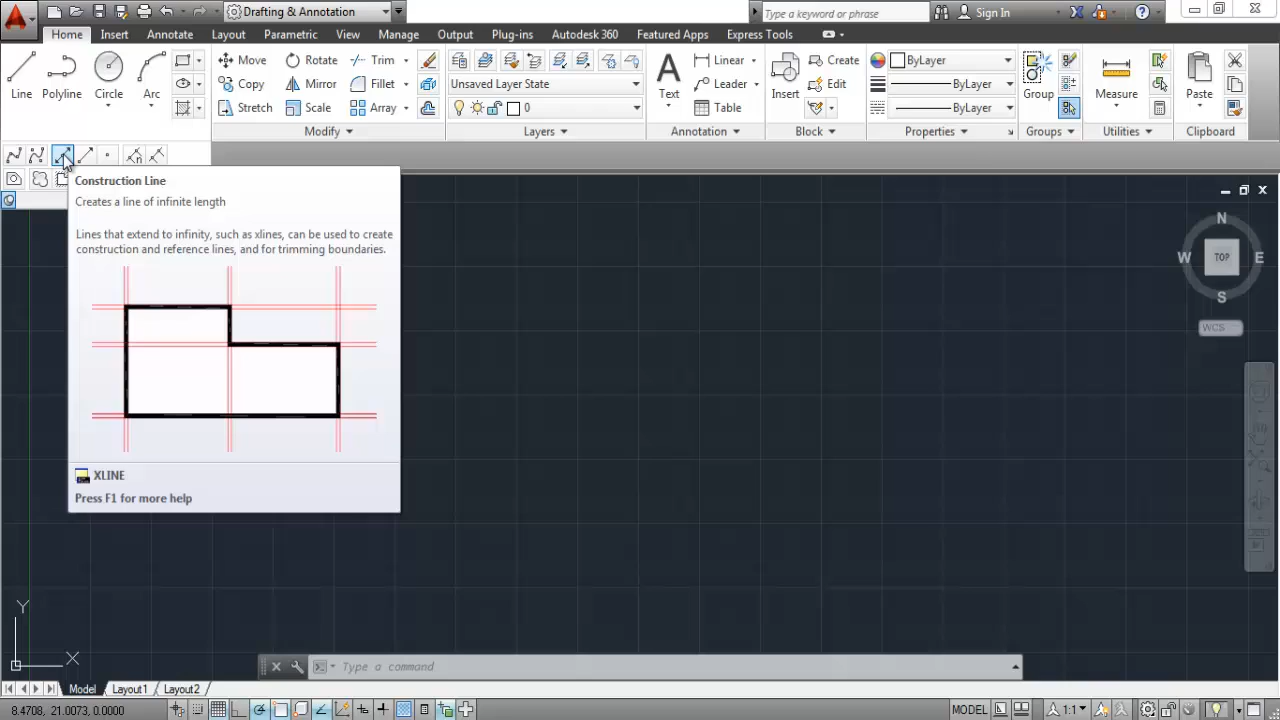 Drafting & Annotation
Type a keyword or phrase
Sign In
Home Insert Annotate Layout Parametric View Manage Output Plug-ins Autodesk 360 Featured Apps Express Tools
Move Rotate Trim ByLayer
Copy Mirror Fillet Unsaved Layer State Linear Create
Line Polyline Circle Arc Text Leader Insert Edit ByLayer Group Measure Paste
Stretch Scale Array 0 Table ByLayer
Modify Layers Annotation Block Properties Groups Utilities Clipboard
Construction Line
Creates a line of infinite length
Lines that extend to infinity, such as xlines, can be used to create
construction and reference lines, and for trimming boundaries.
XLINE
Press F1 for more help
N
W TOP E
S
WCS
Y
X
Type a command
Model Layout1 Layout2
8.4708, 21.0073, 0.0000 MODEL 1:1